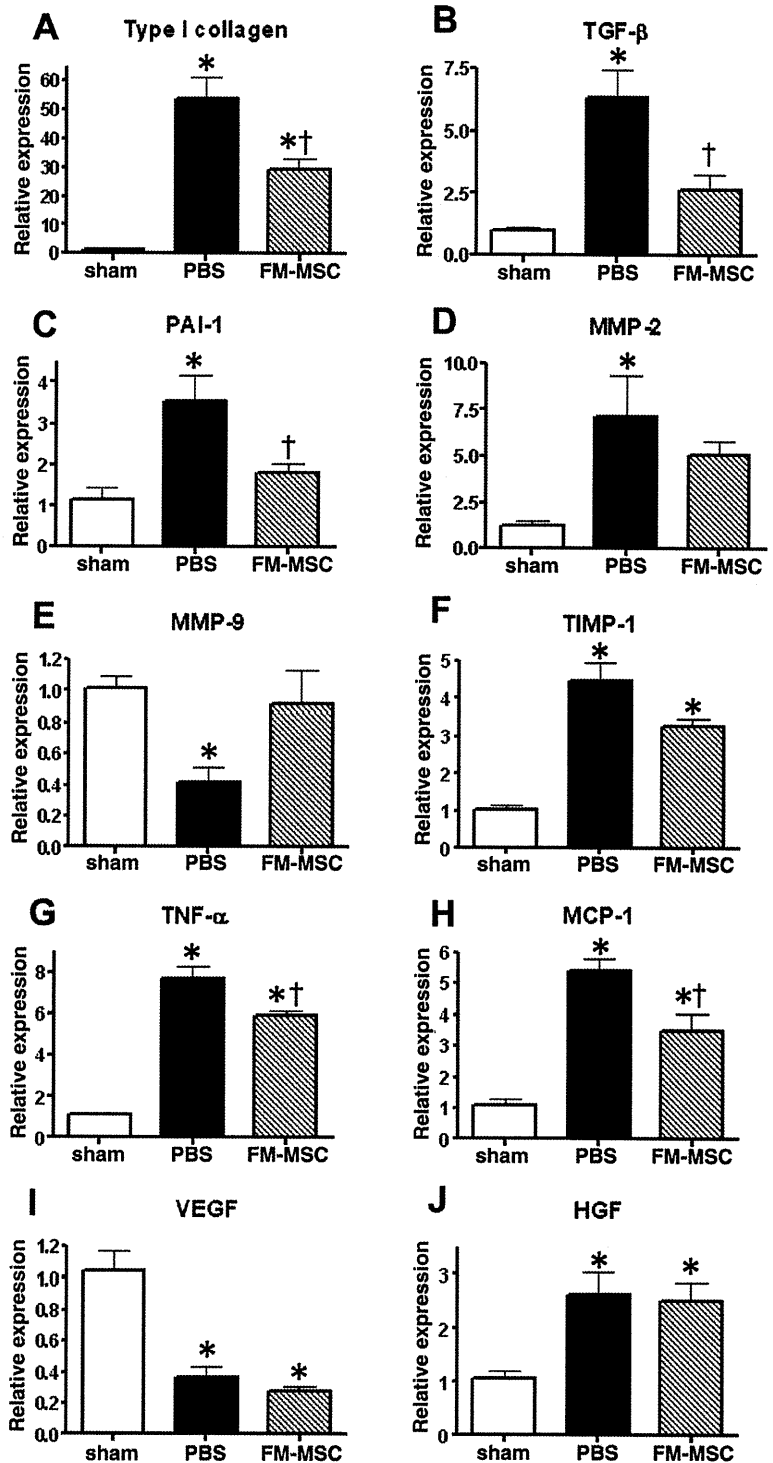 A Type I collagen
Relative expression
60
50
40
30
20
10
0
*
*†
sham PBS FM-MSC
B TGF-β
Relative expression
7.5
5.0
2.5
0.0
*
†
sham PBS FM-MSC
C PAI-1
Relative expression
4
3
2
1
0
*
†
sham PBS FM-MSC
D MMP-2
Relative expression
10.0
7.5
5.0
2.5
0.0
*
sham PBS FM-MSC
E MMP-9
Relative expression
1.2
1.0
0.8
0.6
0.4
0.2
0.0
*
sham PBS FM-MSC
F TIMP-1
Relative expression
5
4
3
2
1
0
*
*
sham PBS FM-MSC
G TNF-α
Relative expression
8
6
4
2
0
*
*†
sham PBS FM-MSC
H MCP-1
Relative expression
6
5
4
3
2
1
0
*
*†
sham PBS FM-MSC
I VEGF
Relative expression
1.2
1.0
0.8
0.6
0.4
0.2
0.0
*
*
sham PBS FM-MSC
J HGF
Relative expression
3
2
1
0
*
*
sham PBS FM-MSC